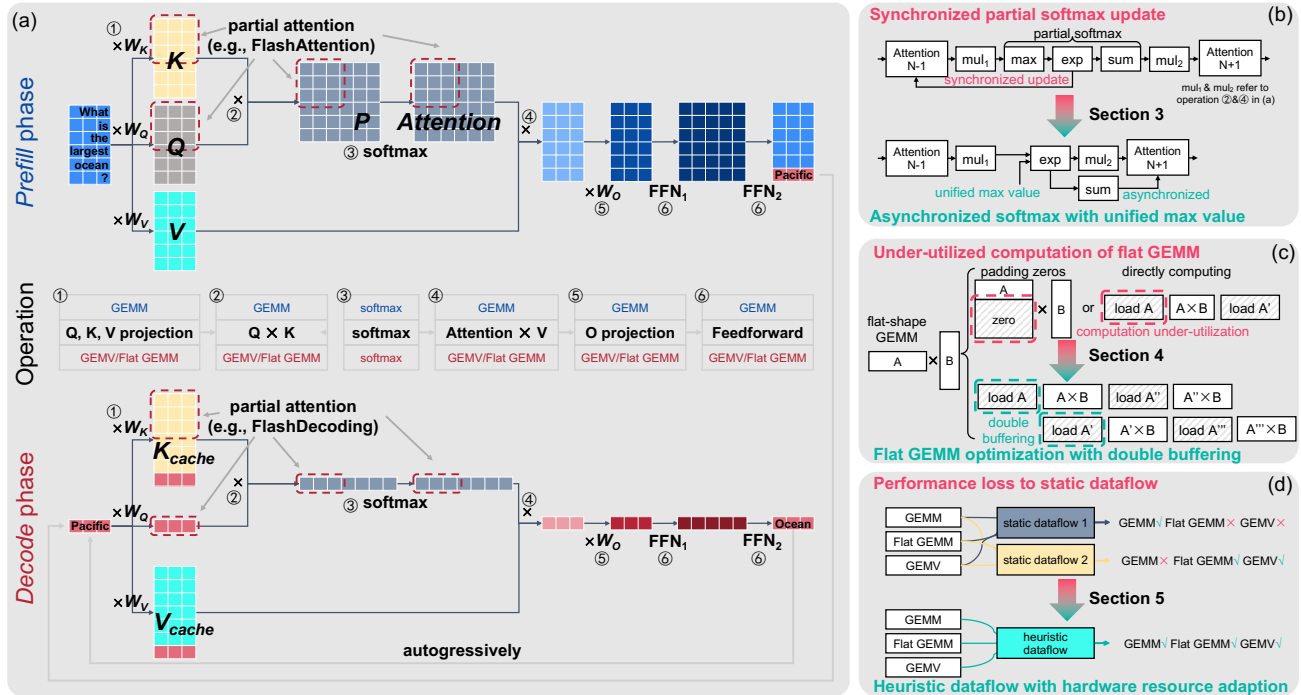 (a)
Prefill phase
①
partial attention
(e.g., FlashAttention)
×W_K
K
What
is
the
largest
ocean
?
×W_Q
Q
×
②
P
Attention
③ softmax
④
×
×W_V
V
×W_O
⑤
FFN₁
⑥
FFN₂
⑥
Pacific
Operation
①
GEMM
Q, K, V projection
GEMV/Flat GEMM
②
GEMM
Q × K
GEMV/Flat GEMM
③
softmax
softmax
softmax
④
GEMM
Attention × V
GEMV/Flat GEMM
⑤
GEMM
O projection
GEMV/Flat GEMM
⑥
GEMM
Feedforward
GEMV/Flat GEMM
Decode phase
①
partial attention
(e.g., FlashDecoding)
×W_K
K_cache
Pacific
×W_Q
×
②
③ softmax
④
×
×W_V
V_cache
×W_O
⑤
FFN₁
⑥
FFN₂
⑥
Ocean
autogressively
Synchronized partial softmax update
(b)
partial softmax
Attention
N-1
mul₁
max
exp
sum
mul₂
Attention
N+1
synchronized update
mul₁ & mul₂ refer to
operation ②&④ in (a)
Section 3
Attention
N-1
mul₁
exp
mul₂
Attention
N+1
unified max value
sum
asynchronized
Asynchronized softmax with unified max value
(c)
Under-utilized computation of flat GEMM
padding zeros
directly computing
A
zero
×
B
or
load A
A×B
load A'
computation under-utilization
flat-shape
GEMM
A
×
B
Section 4
load A
A×B
load A''
A''×B
double
buffering
load A'
A'×B
load A'''
A'''×B
Flat GEMM optimization with double buffering
Performance loss to static dataflow
(d)
GEMM
Flat GEMM
GEMV
static dataflow 1
GEMM√ Flat GEMM× GEMV×
static dataflow 2
GEMM× Flat GEMM√ GEMV√
Section 5
GEMM
Flat GEMM
GEMV
heuristic
dataflow
GEMM√ Flat GEMM√ GEMV√
Heuristic dataflow with hardware resource adaption